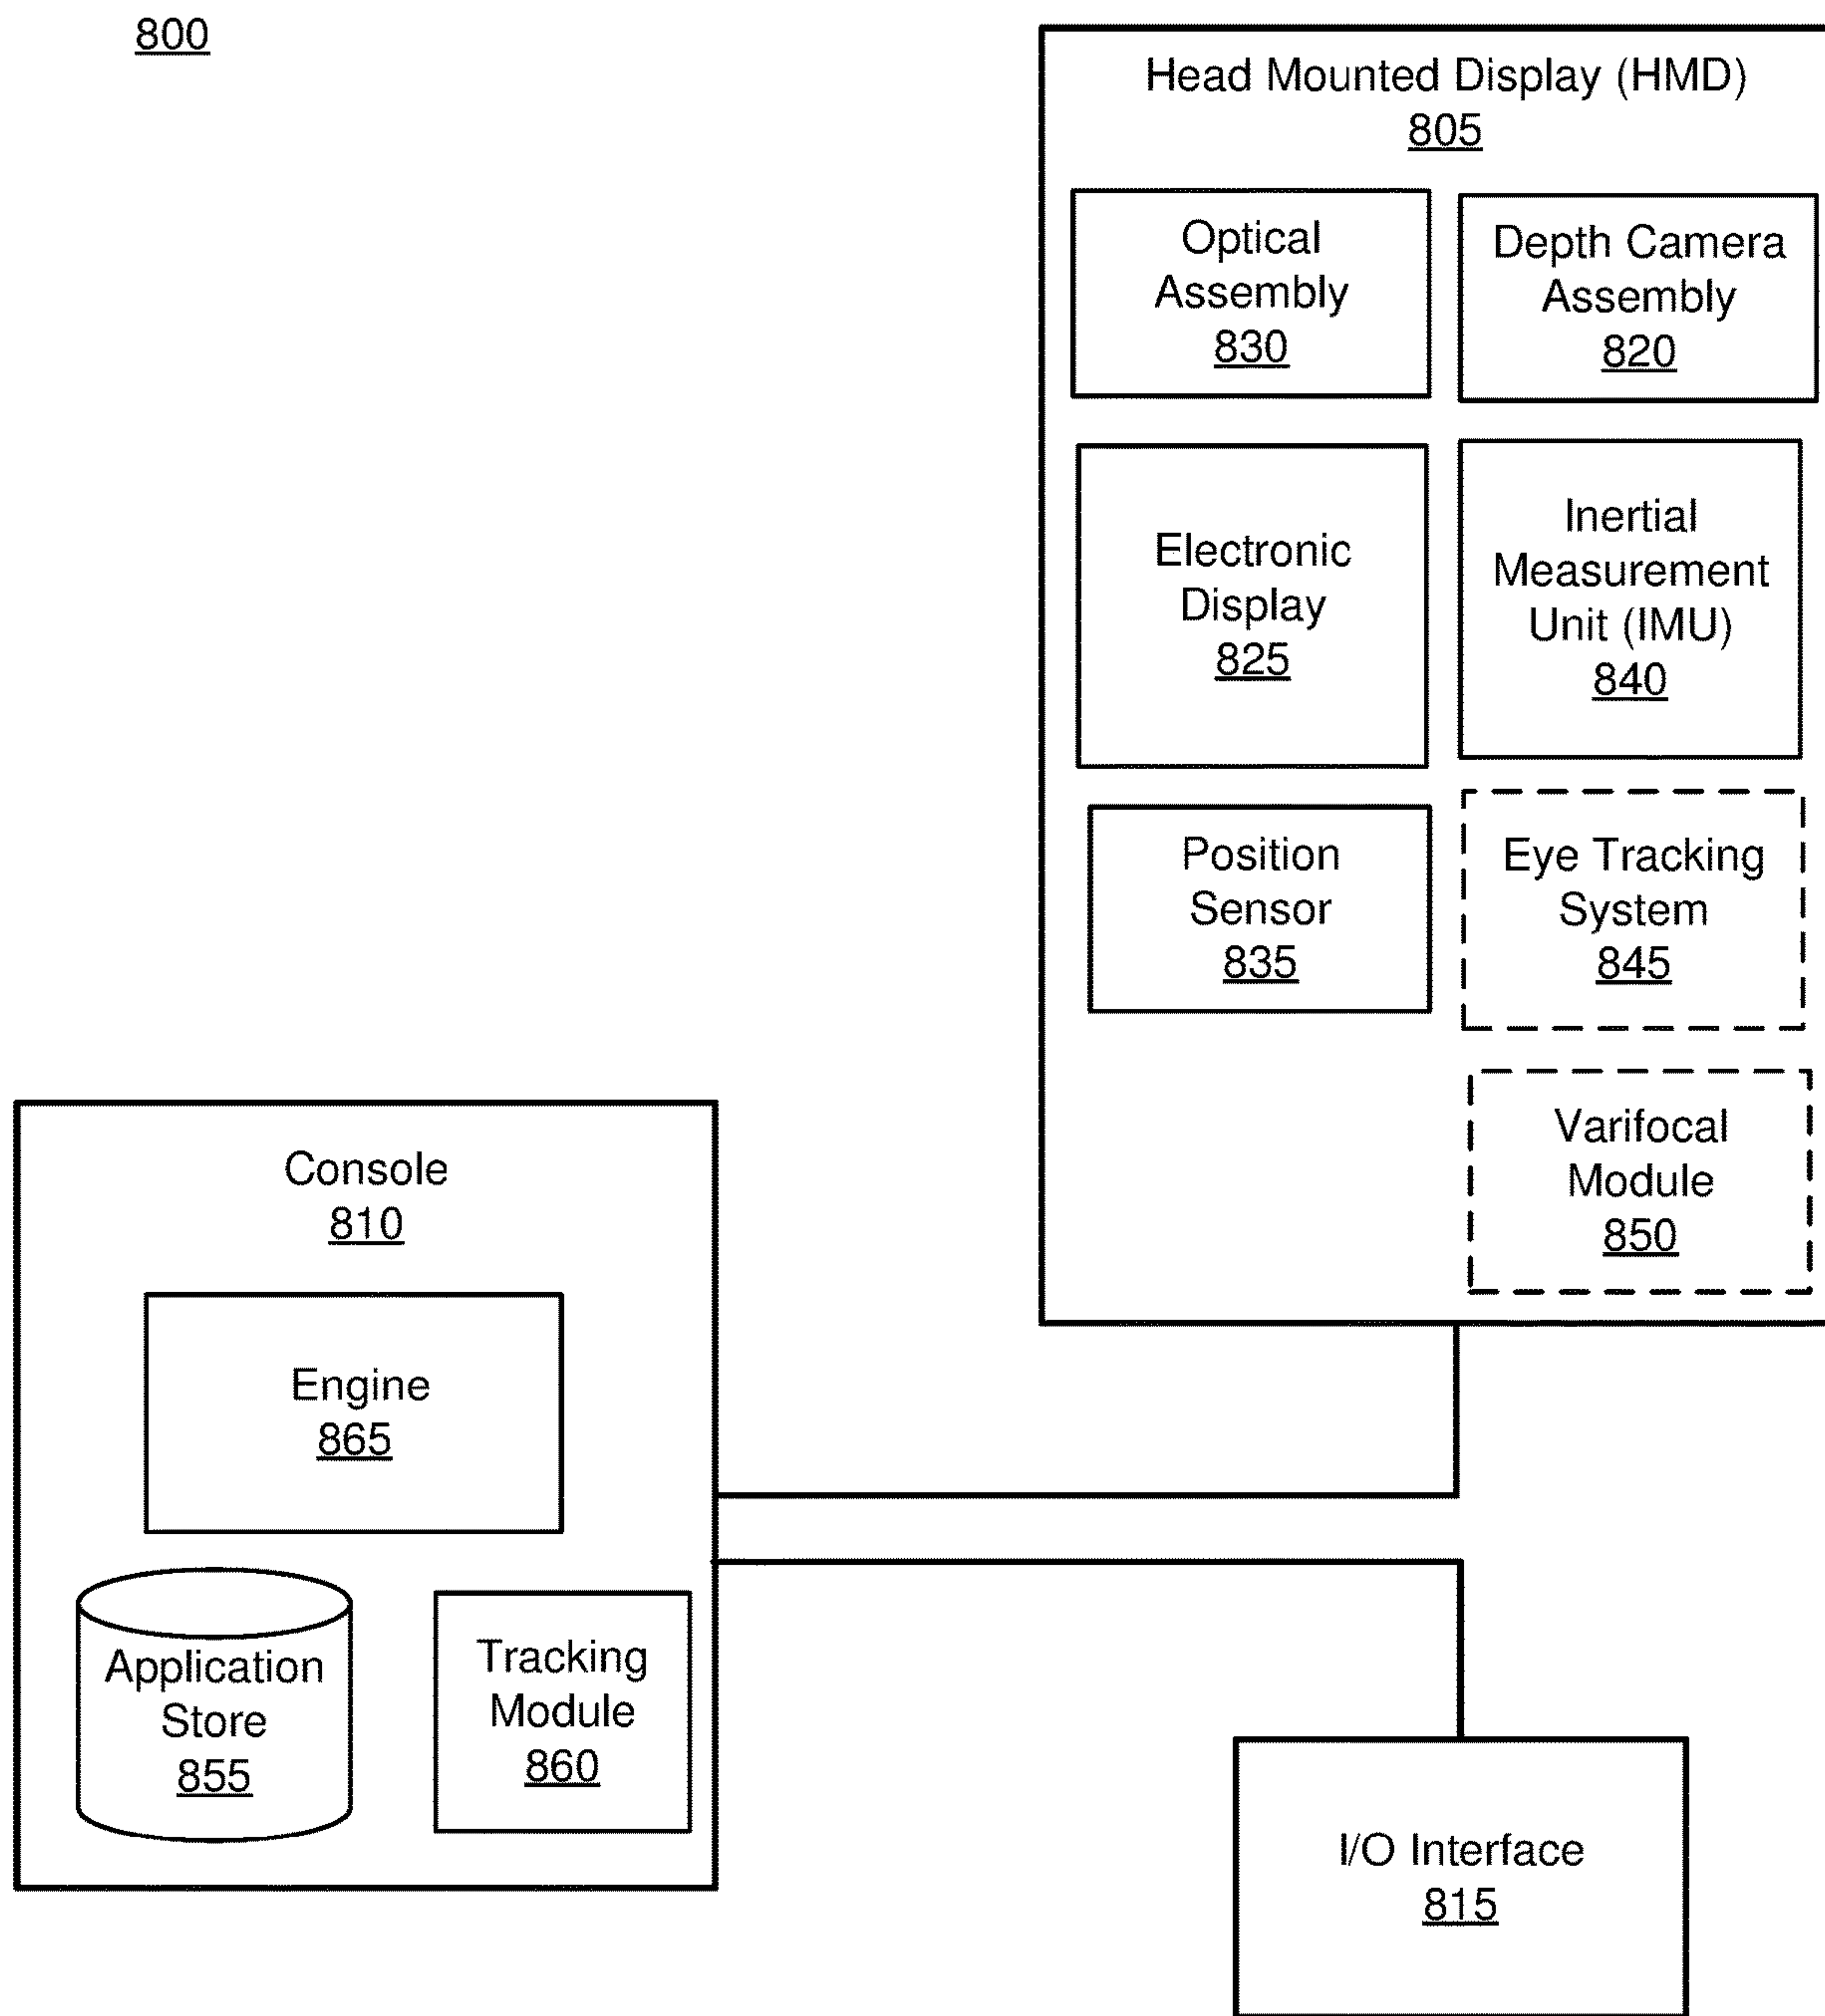 800
Head Mounted Display (HMD)
805
Optical
Assembly
830
Depth Camera
Assembly
820
Electronic
Display
825
Inertial
Measurement
Unit (IMU)
840
Position
Sensor
835
Eye Tracking
System
845
Varifocal
Module
850
Console
810
Engine
865
Application
Store
855
Tracking
Module
860
I/O Interface
815